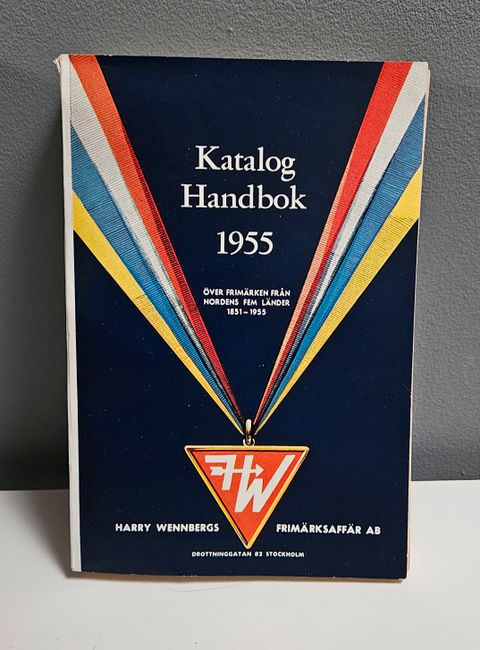 Katalog
Handbok
1955
ÖVER FRIMÄRKEN FRÅN
NORDENS FEM LÄNDER
1851–1955
HW
HARRY WENNBERGS FRIMÄRKSAFFÄR AB
DROTTNINGGATAN 82 STOCKHOLM